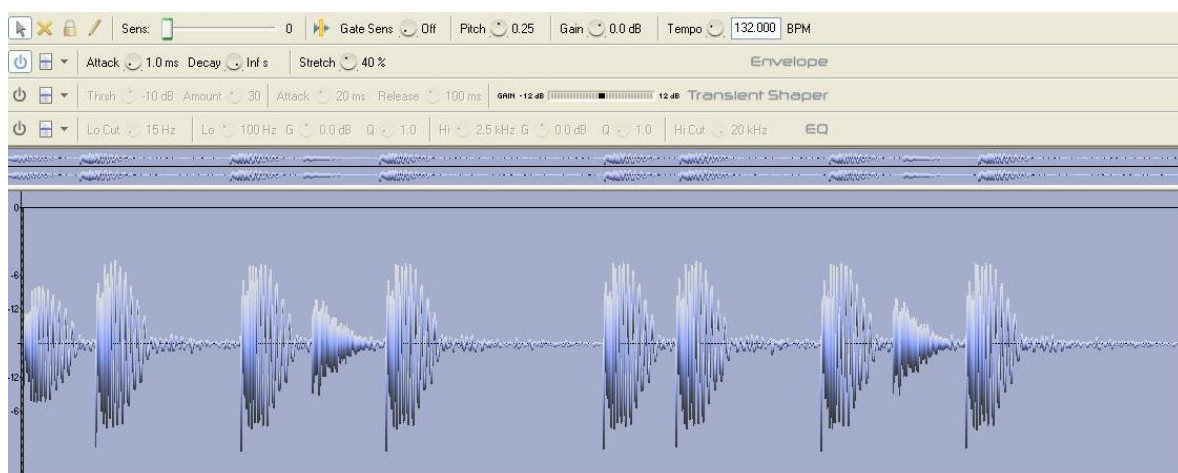 Sens: 0 Gate Sens Off Pitch 0.25 Gain 0.0 dB Tempo 132.000 BPM
Attack 1.0 ms Decay Inf s Stretch 40 % Envelope
Thrsh -10 dB Amount 30 Attack 20 ms Release 100 ms GAIN -12 dB 12 dB Transient Shaper
Lo Cut 15 Hz Lo 100 Hz G 0.0 dB Q 1.0 Hi 2.5 kHz G 0.0 dB Q 1.0 Hi Cut 20 kHz EQ
0
-6
-12
-12
-6